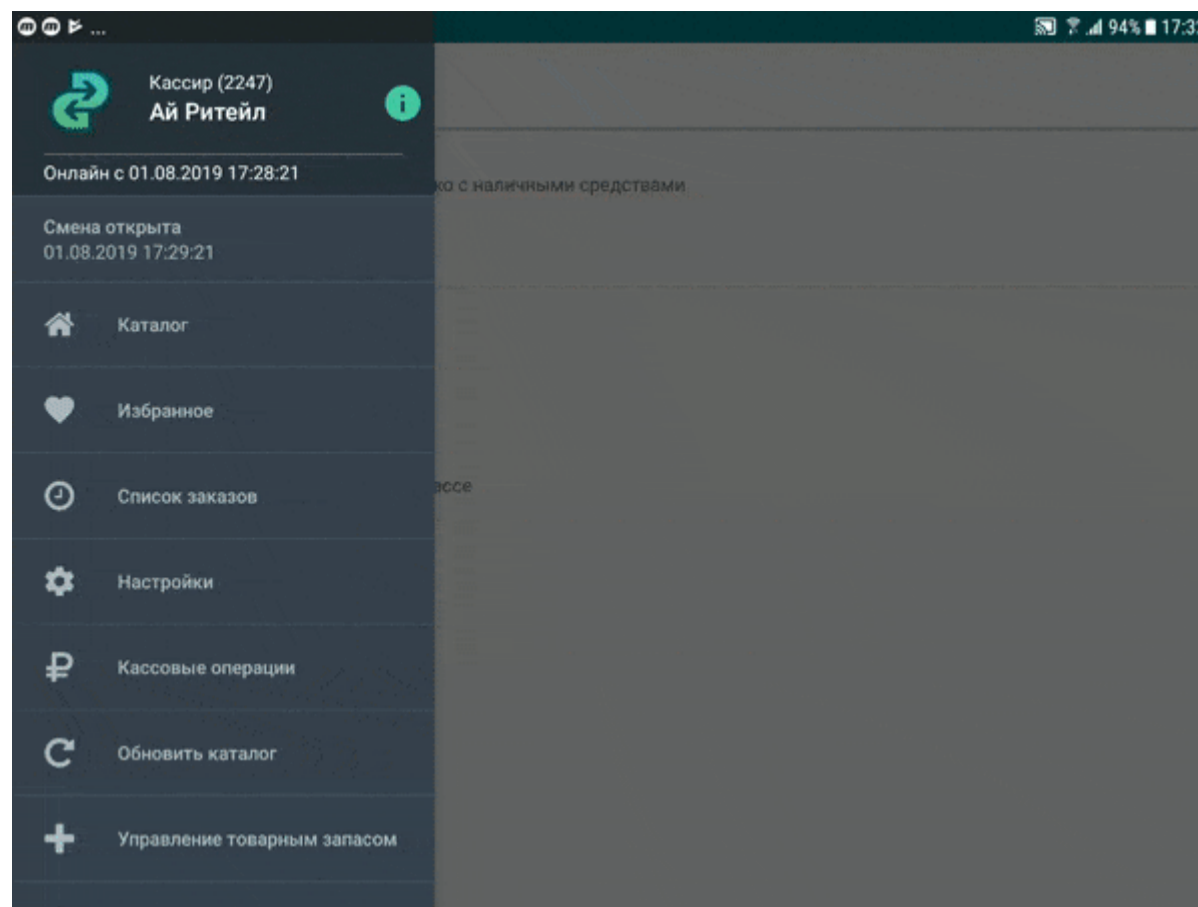 ... 94% 17:3
Кассир (2247)
Ай Ритейл
Онлайн с 01.08.2019 17:28:21
ко с наличными средствами
Смена открыта
01.08.2019 17:29:21
Каталог
Избранное
Список заказов
ассе
Настройки
Кассовые операции
Обновить каталог
Управление товарным запасом